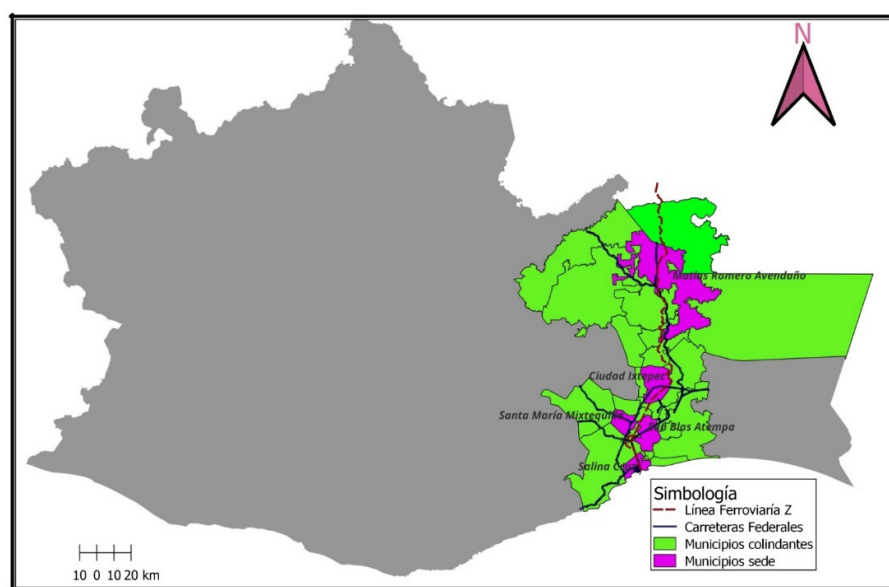 N
Matías Romero Avendaño
Ciudad Ixtepec
Santa María Mixtequilla
San Blas Atempa
Salina Cruz
Simbología
Línea Ferroviaría Z
Carreteras Federales
Municipios colindantes
Municipios sede
10 0 10 20 km